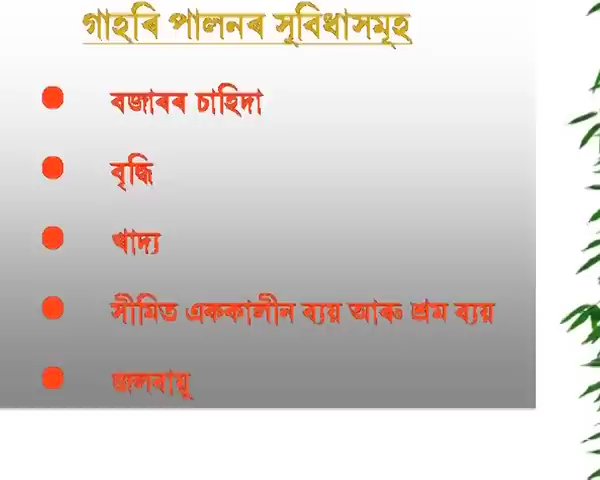 গাহৰি পালনৰ সূবিধাসমূহ
বজাৰৰ চাহিদা
বৃদ্ধি
খাদ্য
সীমিত এককালীন ব্যয় আৰু শ্ৰম ব্যয়
জলবায়ু